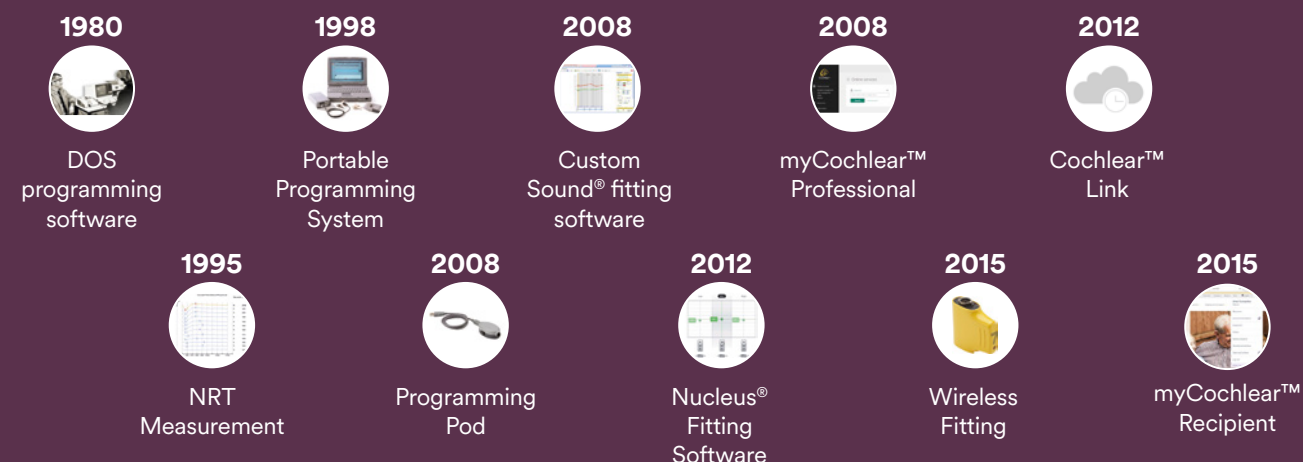 1980
DOS
programming
software
1998
Portable
Programming
System
2008
Custom
Sound® fitting
software
2008
myCochlear™
Professional
2012
Cochlear™
Link
1995
NRT
Measurement
2008
Programming
Pod
2012
Nucleus®
Fitting
Software
2015
Wireless
Fitting
2015
myCochlear™
Recipient